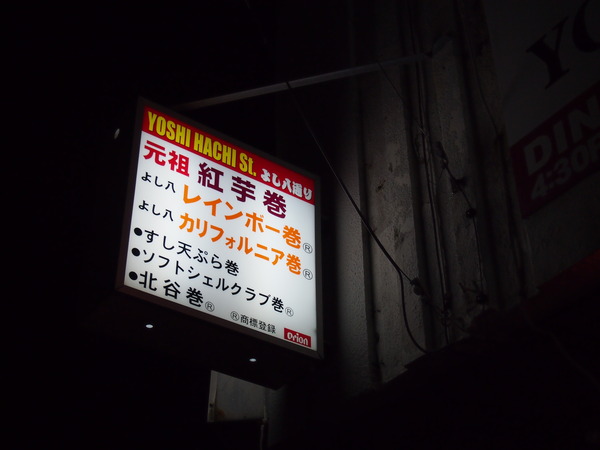 YOSHI HACHI St. よし八通り
元祖 紅芋巻
よし八 レインボー巻®
よし八 カリフォルニア巻®
●すし天ぷら巻
●ソフトシェルクラブ巻®
●北谷巻®
®商標登録 Orion
YO
DIN
4:30P